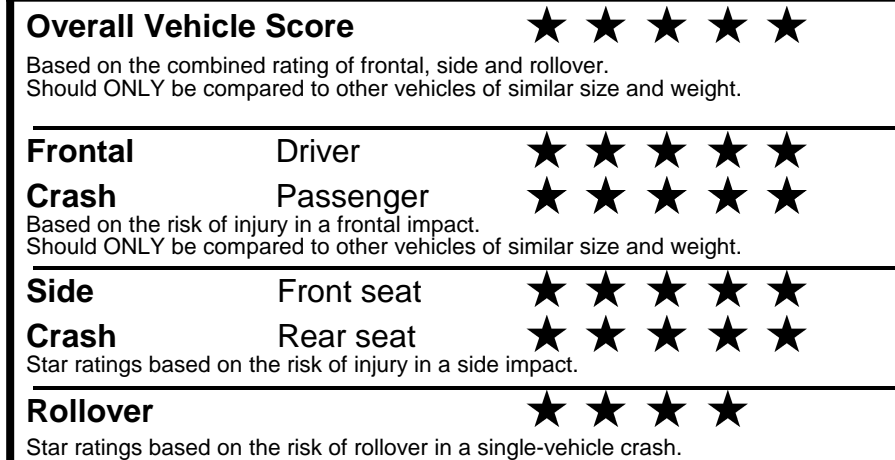 Overall Vehicle Score ★ ★ ★ ★ ★
Based on the combined rating of frontal, side and rollover.
Should ONLY be compared to other vehicles of similar size and weight.
Frontal Driver ★ ★ ★ ★ ★
Crash Passenger ★ ★ ★ ★ ★
Based on the risk of injury in a frontal impact.
Should ONLY be compared to other vehicles of similar size and weight.
Side Front seat ★ ★ ★ ★ ★
Crash Rear seat ★ ★ ★ ★ ★
Star ratings based on the risk of injury in a side impact.
Rollover ★ ★ ★ ★
Star ratings based on the risk of rollover in a single-vehicle crash.